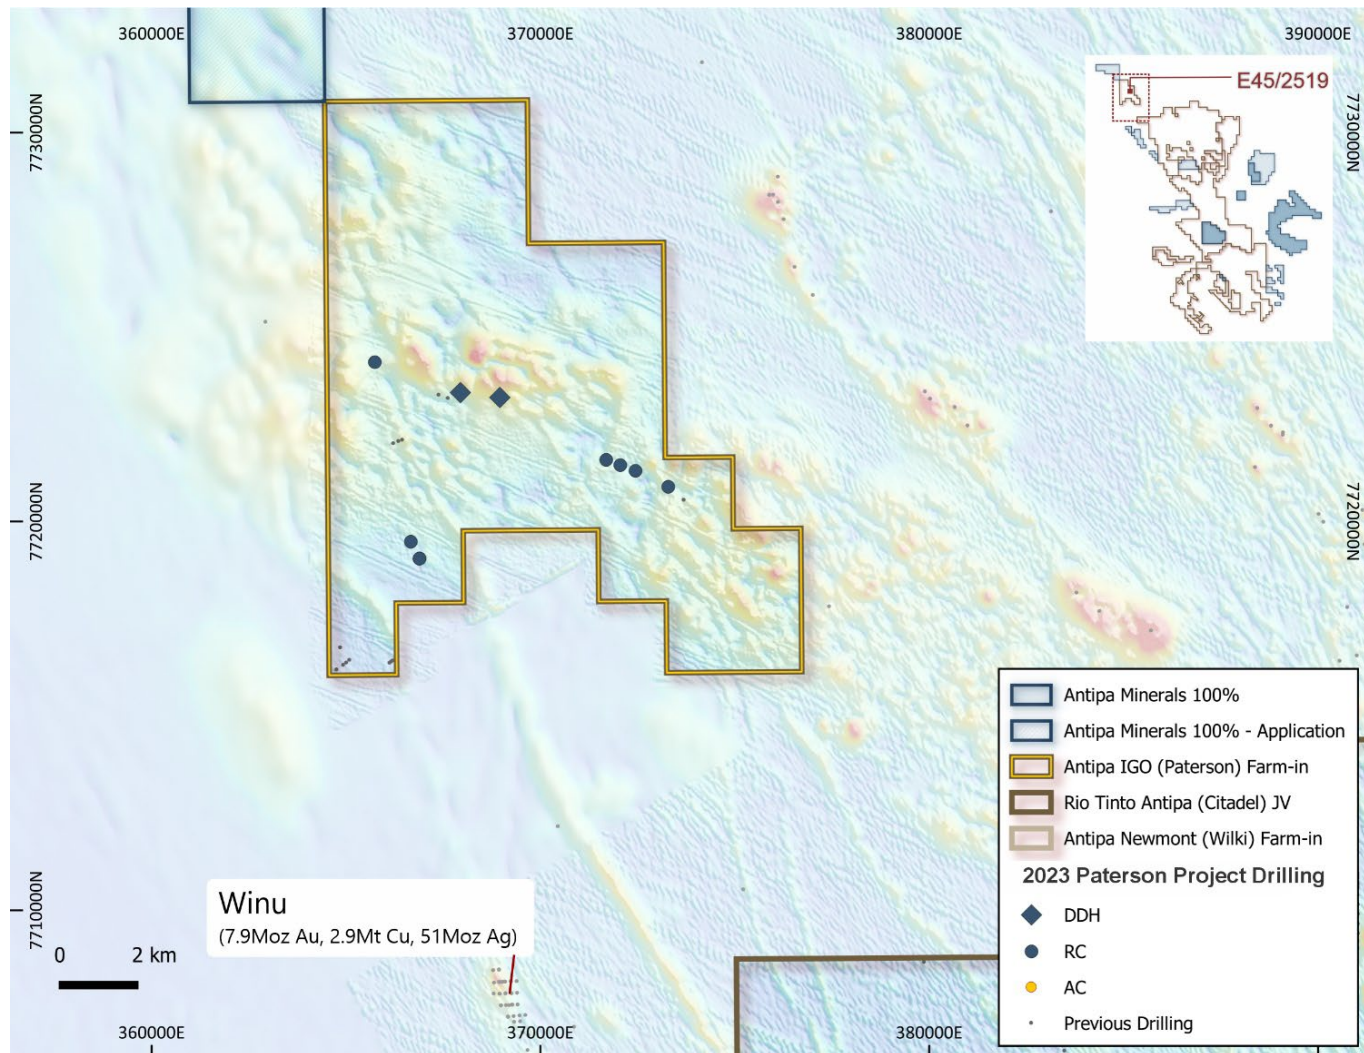 360000E
370000E
380000E
390000E
E45/2519
7730000N
7730000N
7720000N
7720000N
Antipa Minerals 100%
Antipa Minerals 100% - Application
Antipa IGO (Paterson) Farm-in
Rio Tinto Antipa (Citadel) JV
Antipa Newmont (Wilki) Farm-in
2023 Paterson Project Drilling
DDH
RC
AC
Previous Drilling
7710000N
Winu
(7.9Moz Au, 2.9Mt Cu, 51Moz Ag)
0 2 km
360000E
370000E
380000E